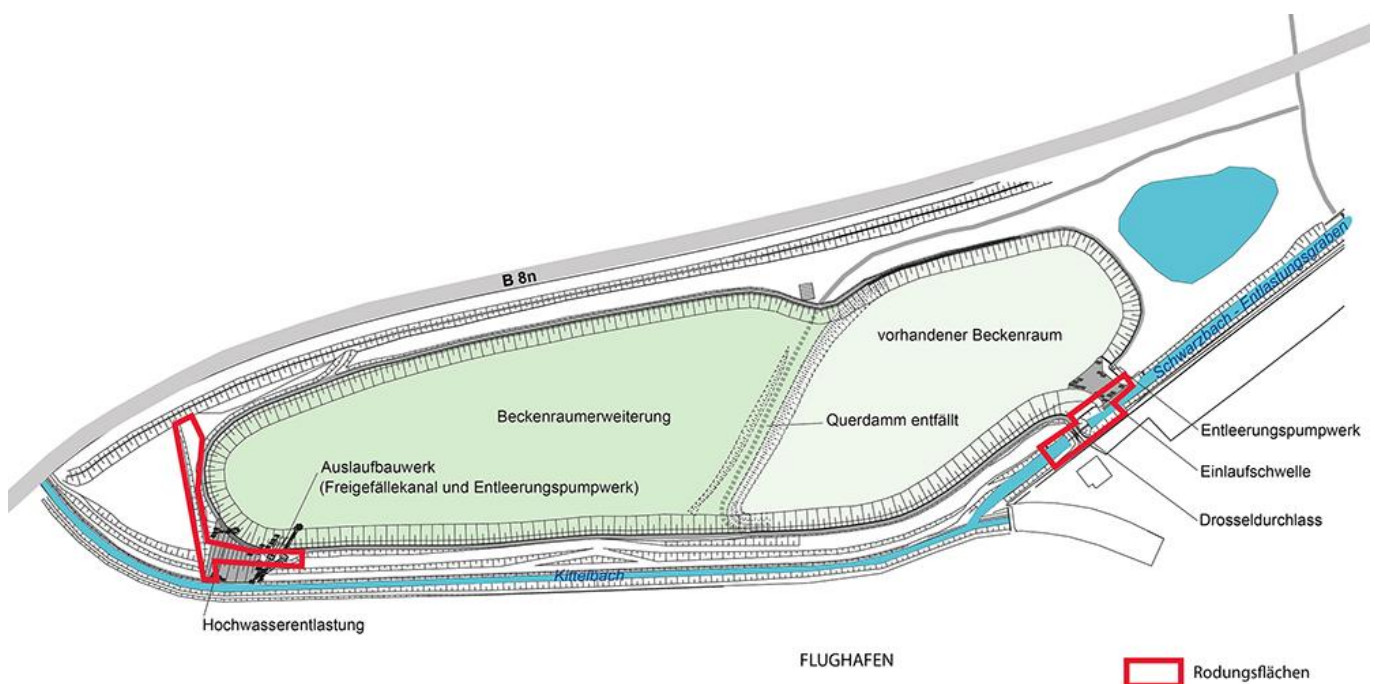 B 8n
Schwarzbach - Entlastungsgraben
vorhandener Beckenraum
Beckenraumerweiterung
Querdamm entfällt
Entleerungspumpwerk
Auslaufbauwerk
(Freigefällekanal und Entleerungspumpwerk)
Einlaufschwelle
Drosseldurchlass
Kittelbach
Hochwasserentlastung
FLUGHAFEN
Rodungsflächen